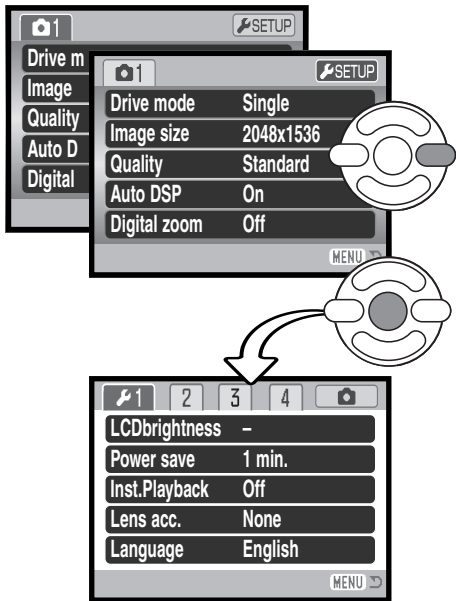 1 SETUP
Drive m
Image
Quality
Auto D
Digital
1 SETUP
Drive mode Single
Image size 2048x1536
Quality Standard
Auto DSP On
Digital zoom Off
MENU
1 2 3 4
LCDbrightness –
Power save 1 min.
Inst.Playback Off
Lens acc. None
Language English
MENU